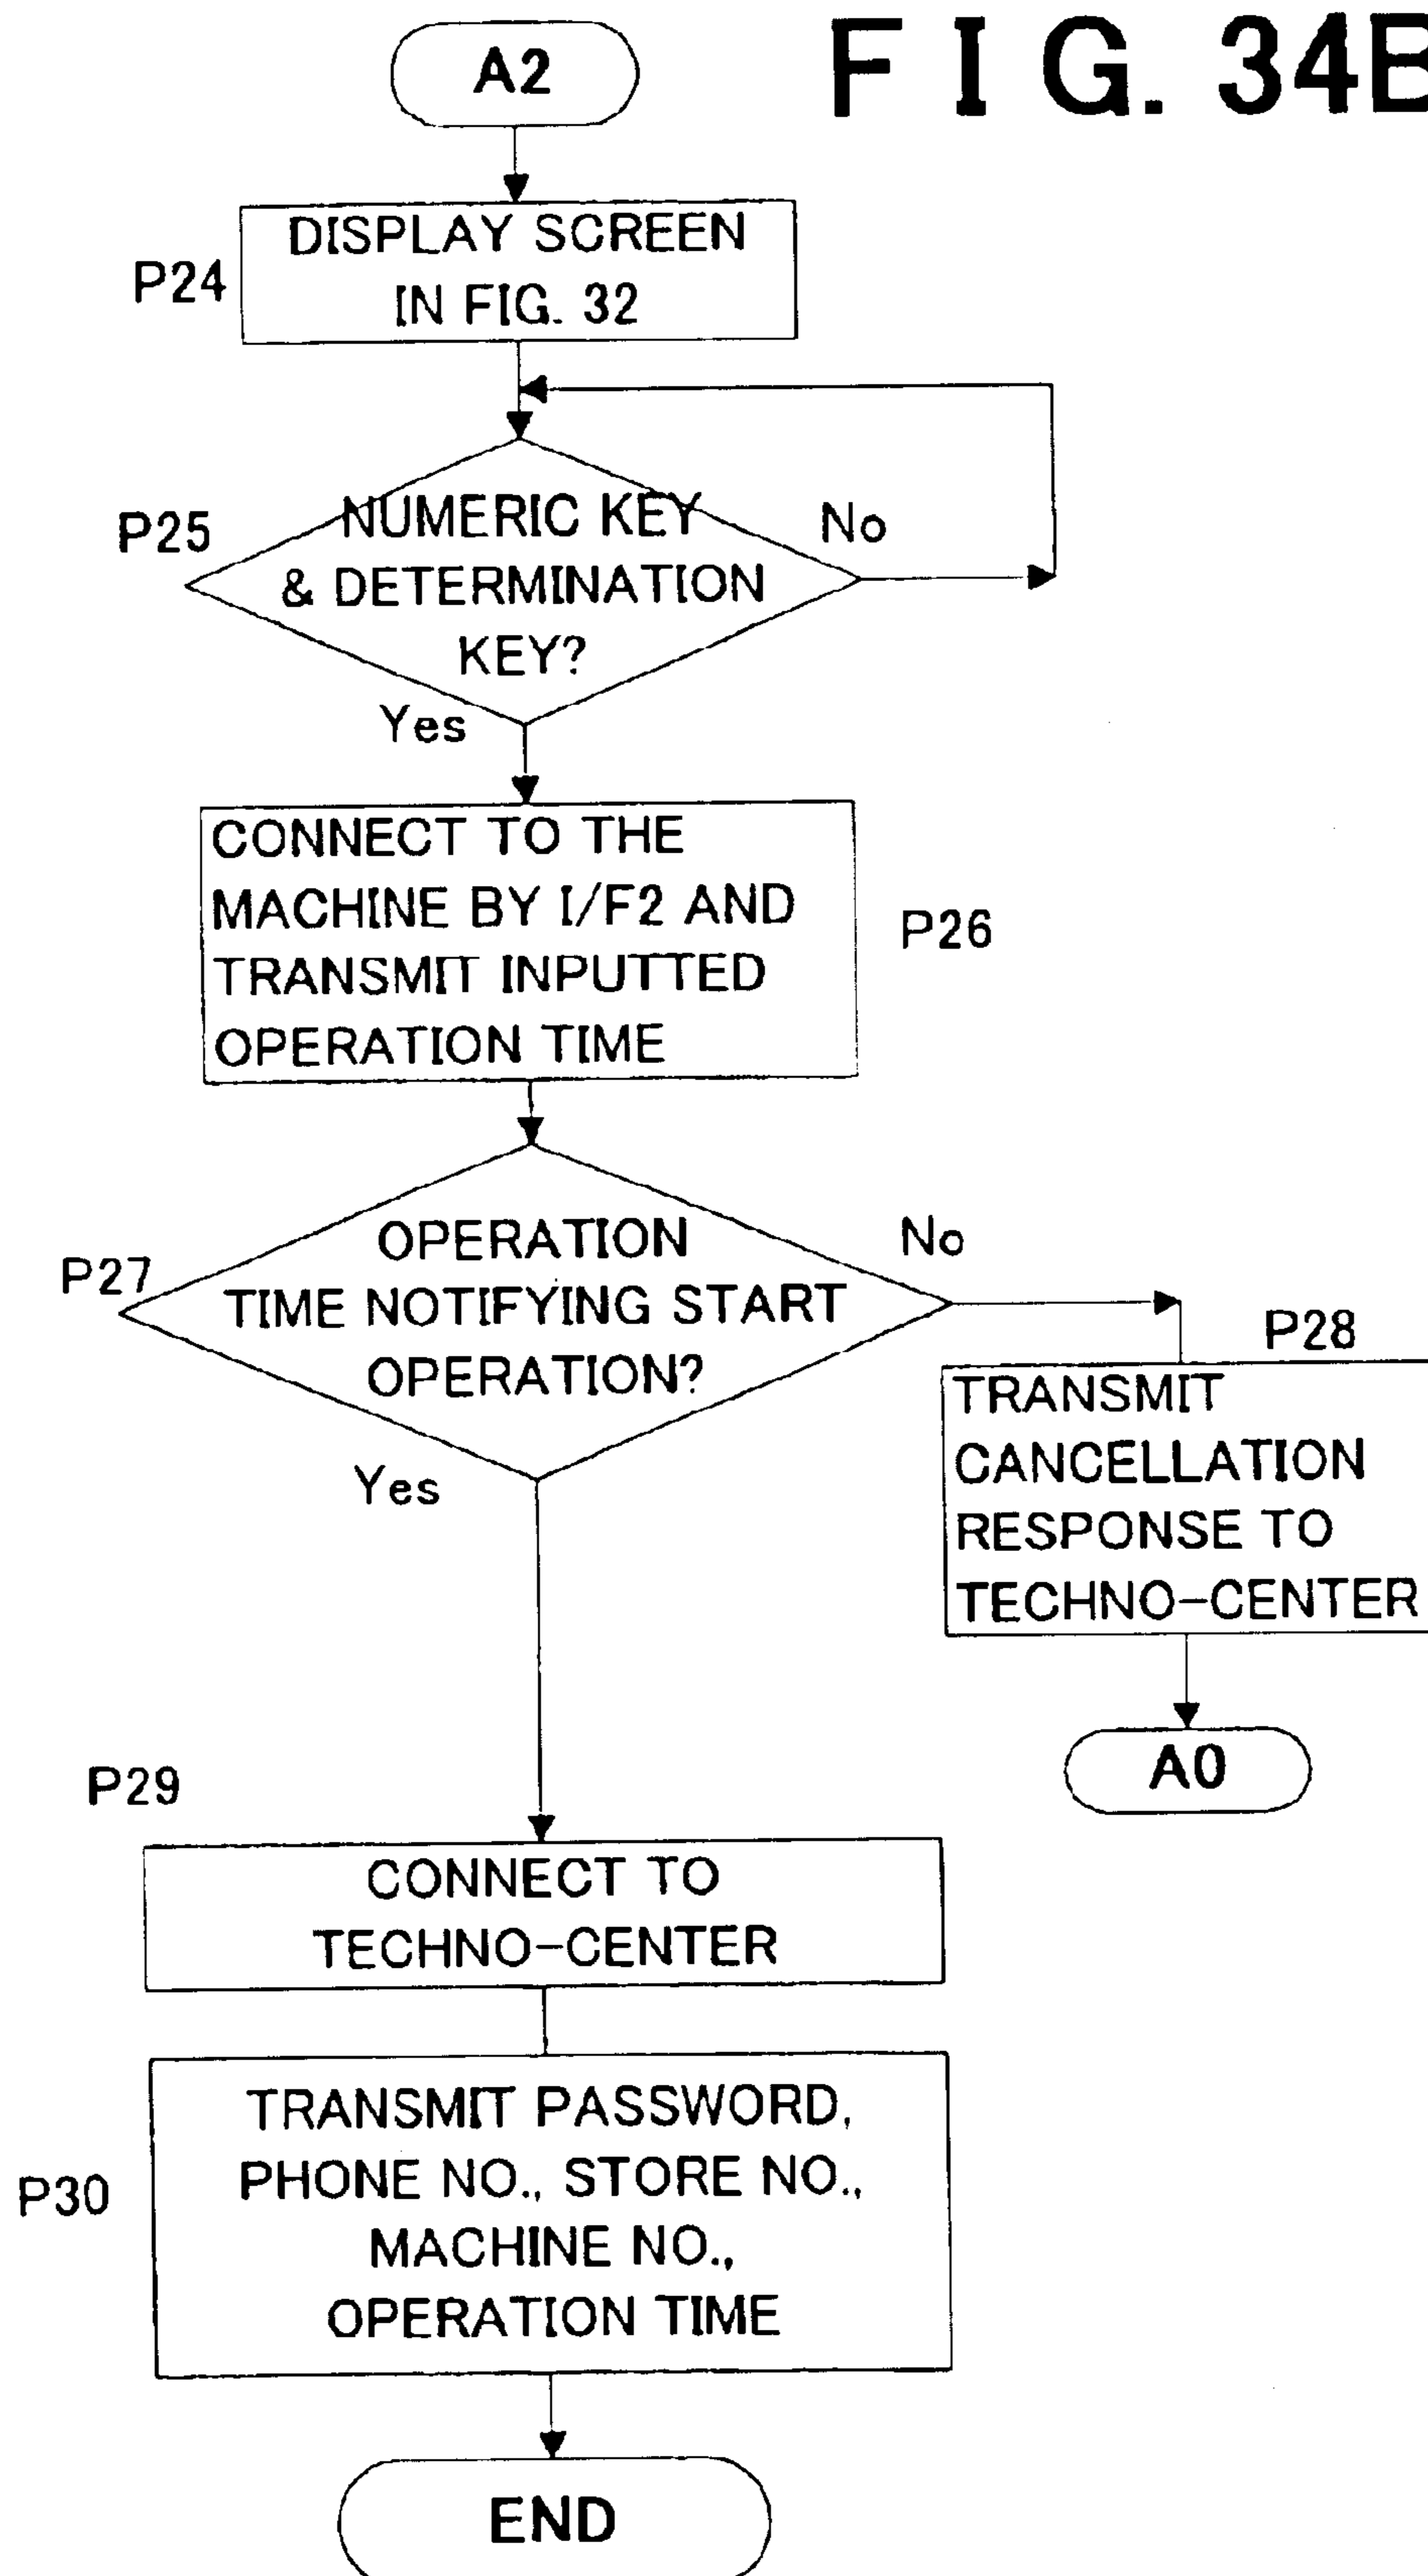 FIG. 34B
A2
P24
DISPLAY SCREEN
IN FIG. 32
P25
NUMERIC KEY
& DETERMINATION
KEY?
No
Yes
CONNECT TO THE
MACHINE BY I/F2 AND
TRANSMIT INPUTTED
OPERATION TIME
P26
P27
OPERATION
TIME NOTIFYING START
OPERATION?
No
Yes
P28
TRANSMIT
CANCELLATION
RESPONSE TO
TECHNO-CENTER
A0
P29
CONNECT TO
TECHNO-CENTER
P30
TRANSMIT PASSWORD,
PHONE NO., STORE NO.,
MACHINE NO.,
OPERATION TIME
END